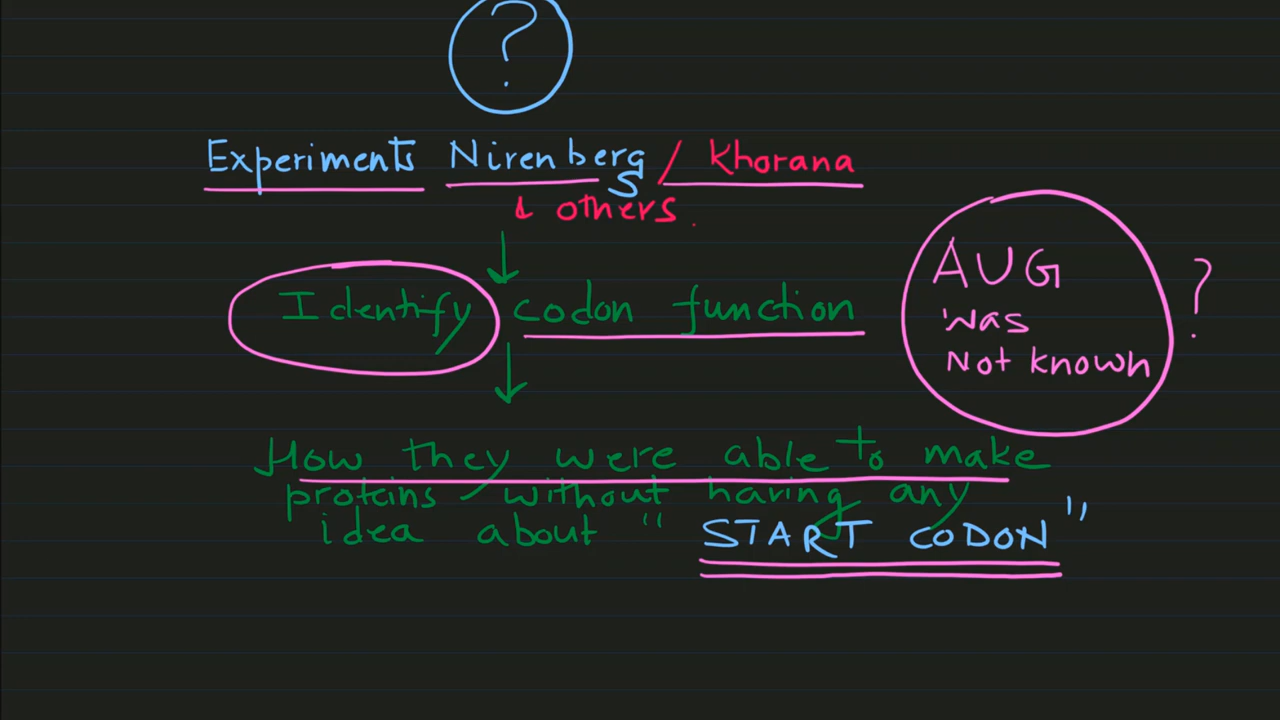 ?
Experiments Nirenberg / Khorana
& others.
Identify codon function
AUG
was
Not known
?
How they were able to make
proteins without having any
idea about " START CODON "